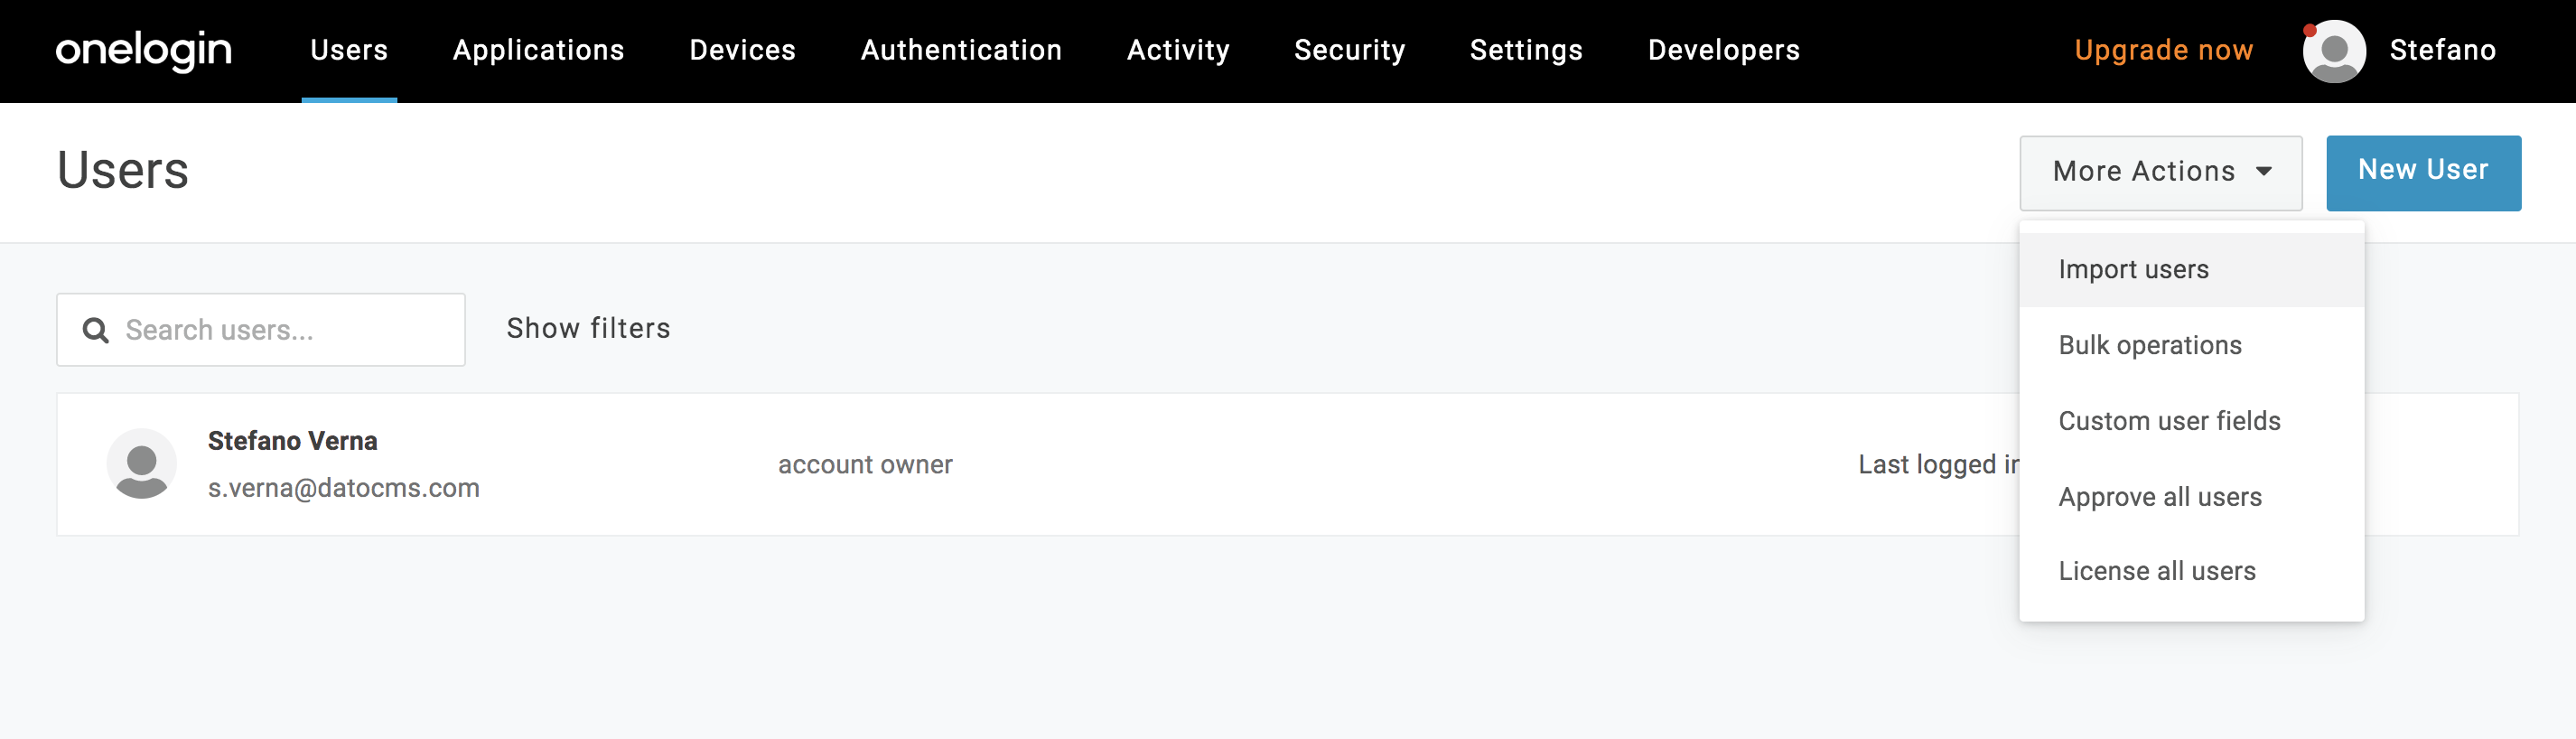 onelogin Users Applications Devices Authentication Activity Security Settings Developers Upgrade now Stefano
Users
More Actions
New User
Import users
Bulk operations
Custom user fields
Approve all users
License all users
Search users...
Show filters
Stefano Verna
s.verna@datocms.com
account owner
Last logged